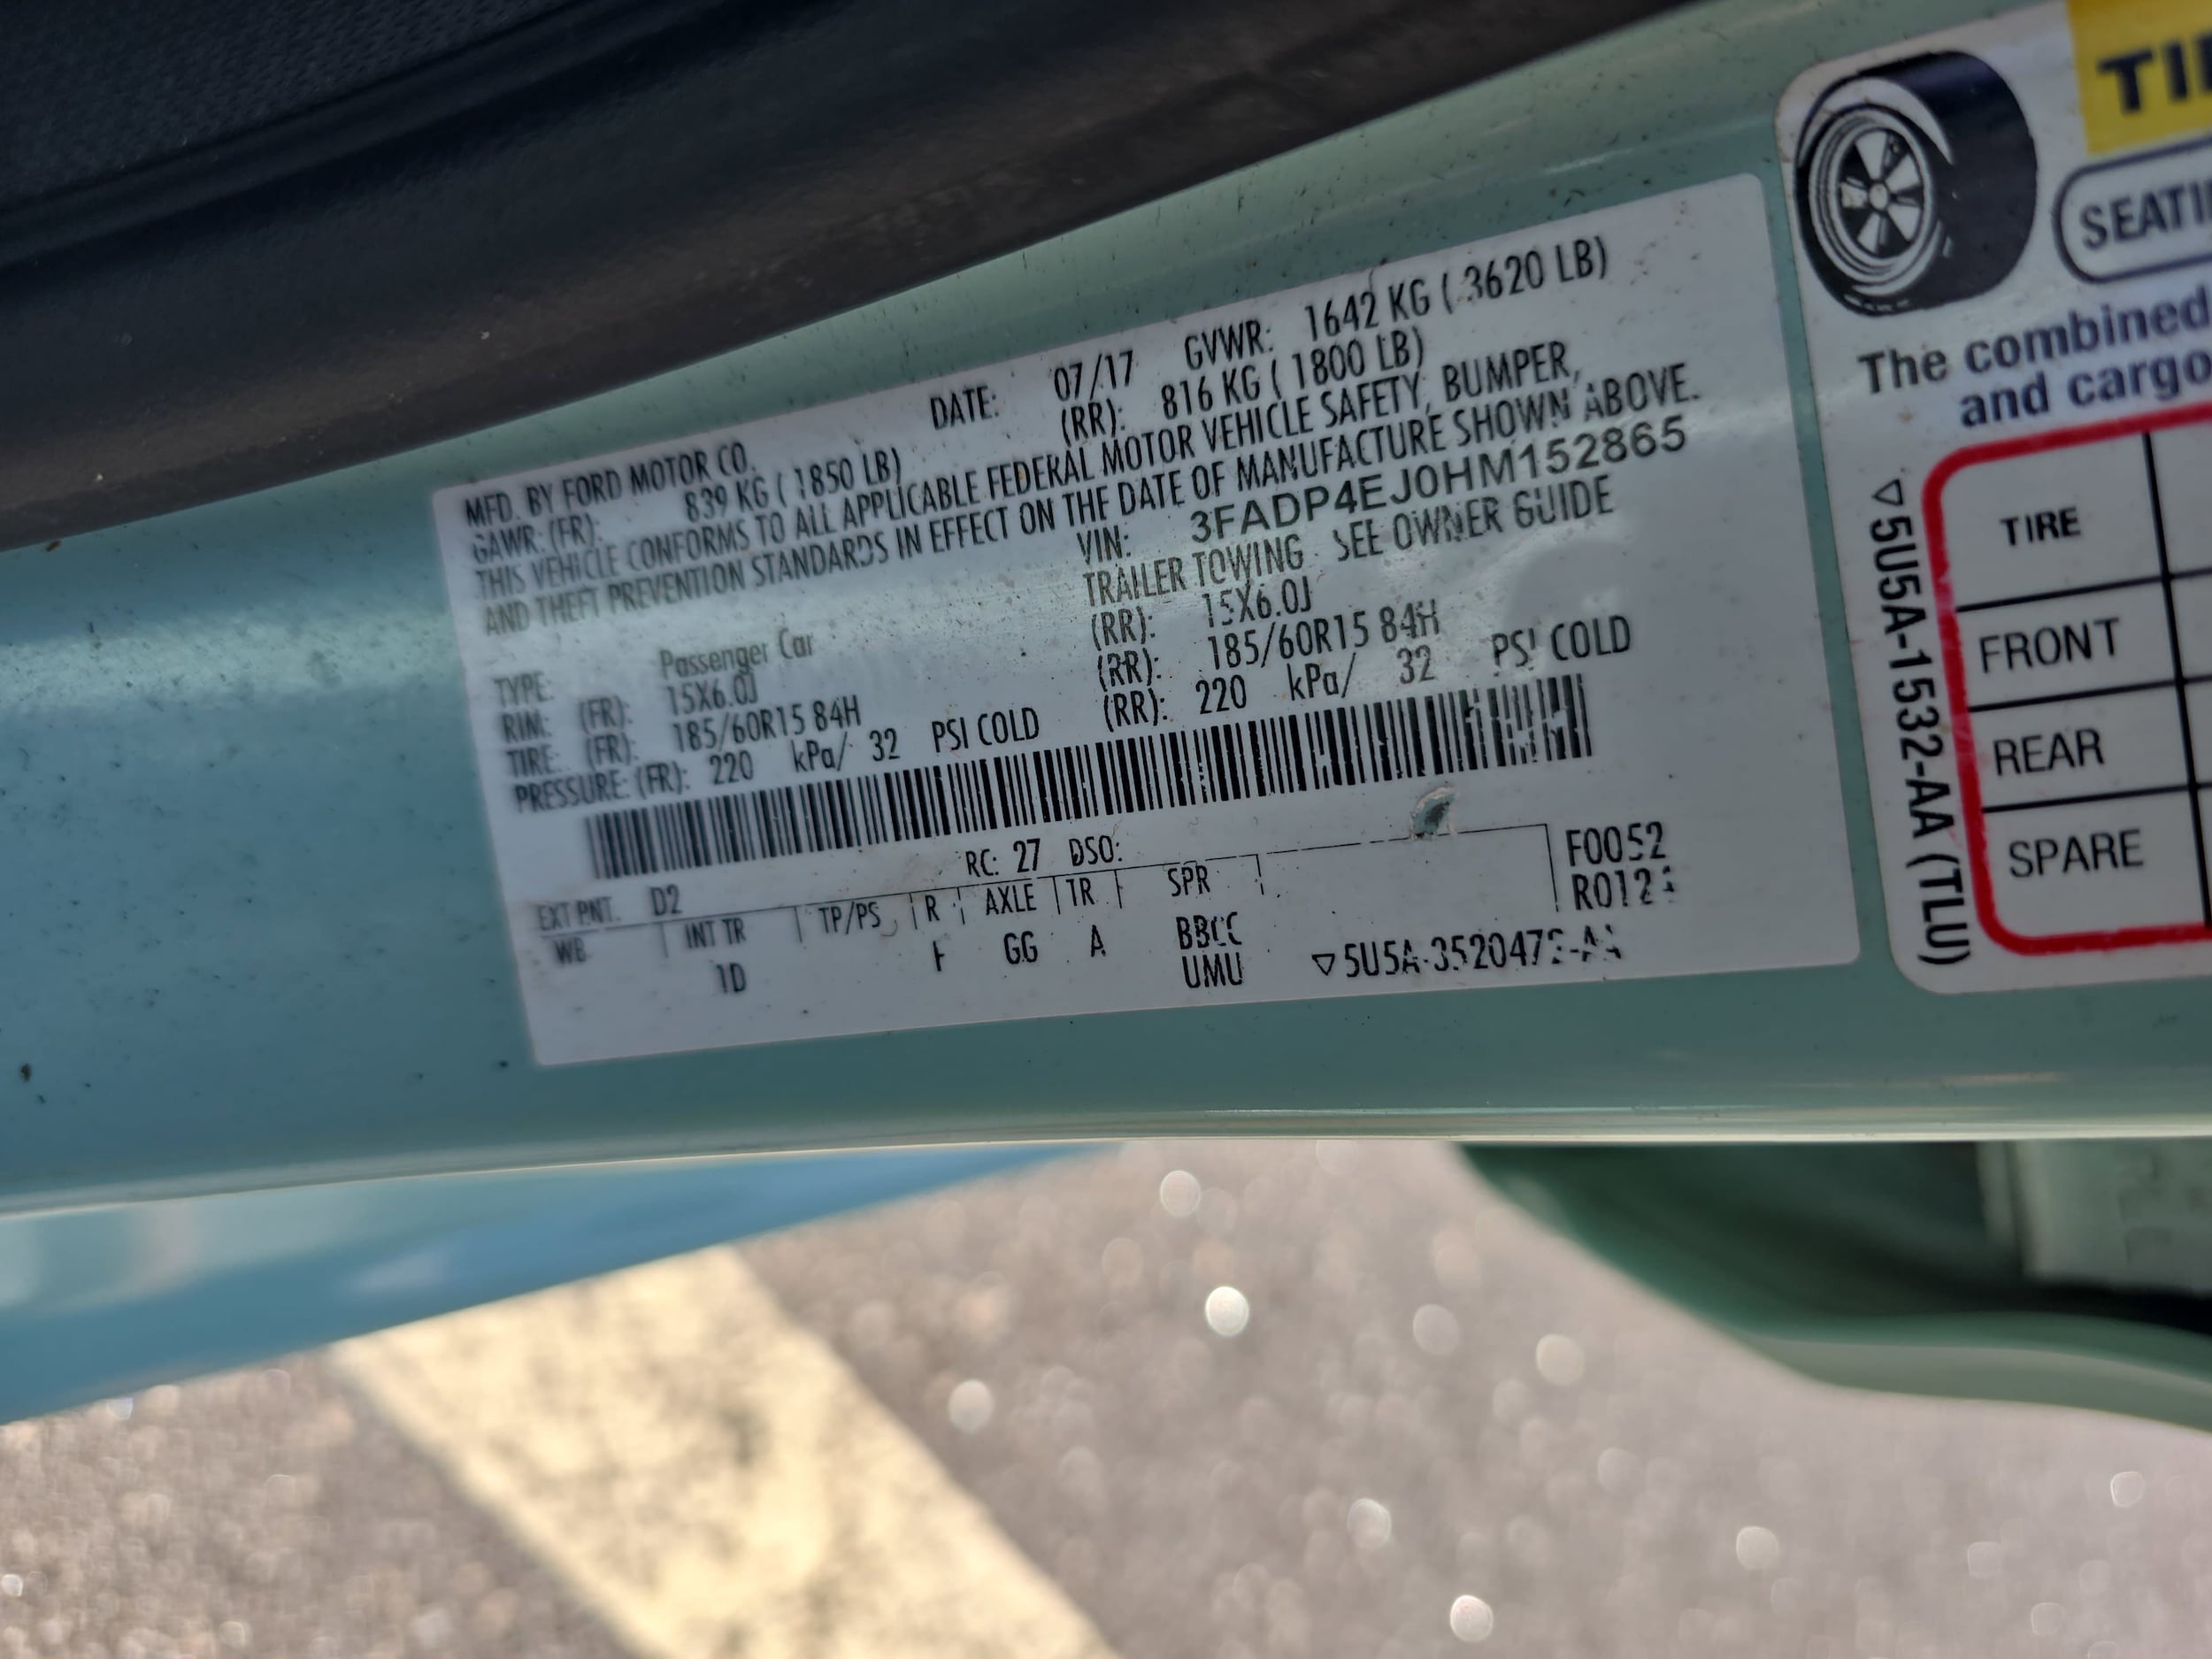 MFD. BY FORD MOTOR CO. DATE: 07/17 GVWR: 1642 KG ( 3620 LB)
GAWR: (FR): 839 KG ( 1850 LB) (RR): 816 KG ( 1800 LB)
THIS VEHICLE CONFORMS TO ALL APPLICABLE FEDERAL MOTOR VEHICLE SAFETY, BUMPER,
AND THEFT PREVENTION STANDARDS IN EFFECT ON THE DATE OF MANUFACTURE SHOWN ABOVE.
VIN: 3FADP4EJ0HM152865
TYPE: Passenger Car TRAILER TOWING - SEE OWNER GUIDE
RIM: (FR): 15X6.0J (RR): 15X6.0J
TIRE: (FR): 185/60R15 84H (RR): 185/60R15 84H
PRESSURE: (FR): 220 kPa/ 32 PSI COLD (RR): 220 kPa/ 32 PSI COLD
RC: 27 DSO:
EXT PNT: D2 F0052
WB INT TR TP/PS R AXLE TR SPR
1D GG A BBCC
UMU
TI
SEATI
The combined
and cargo
TIRE
FRONT
REAR
SPARE
▽5U5A-1532-AA (TLU)